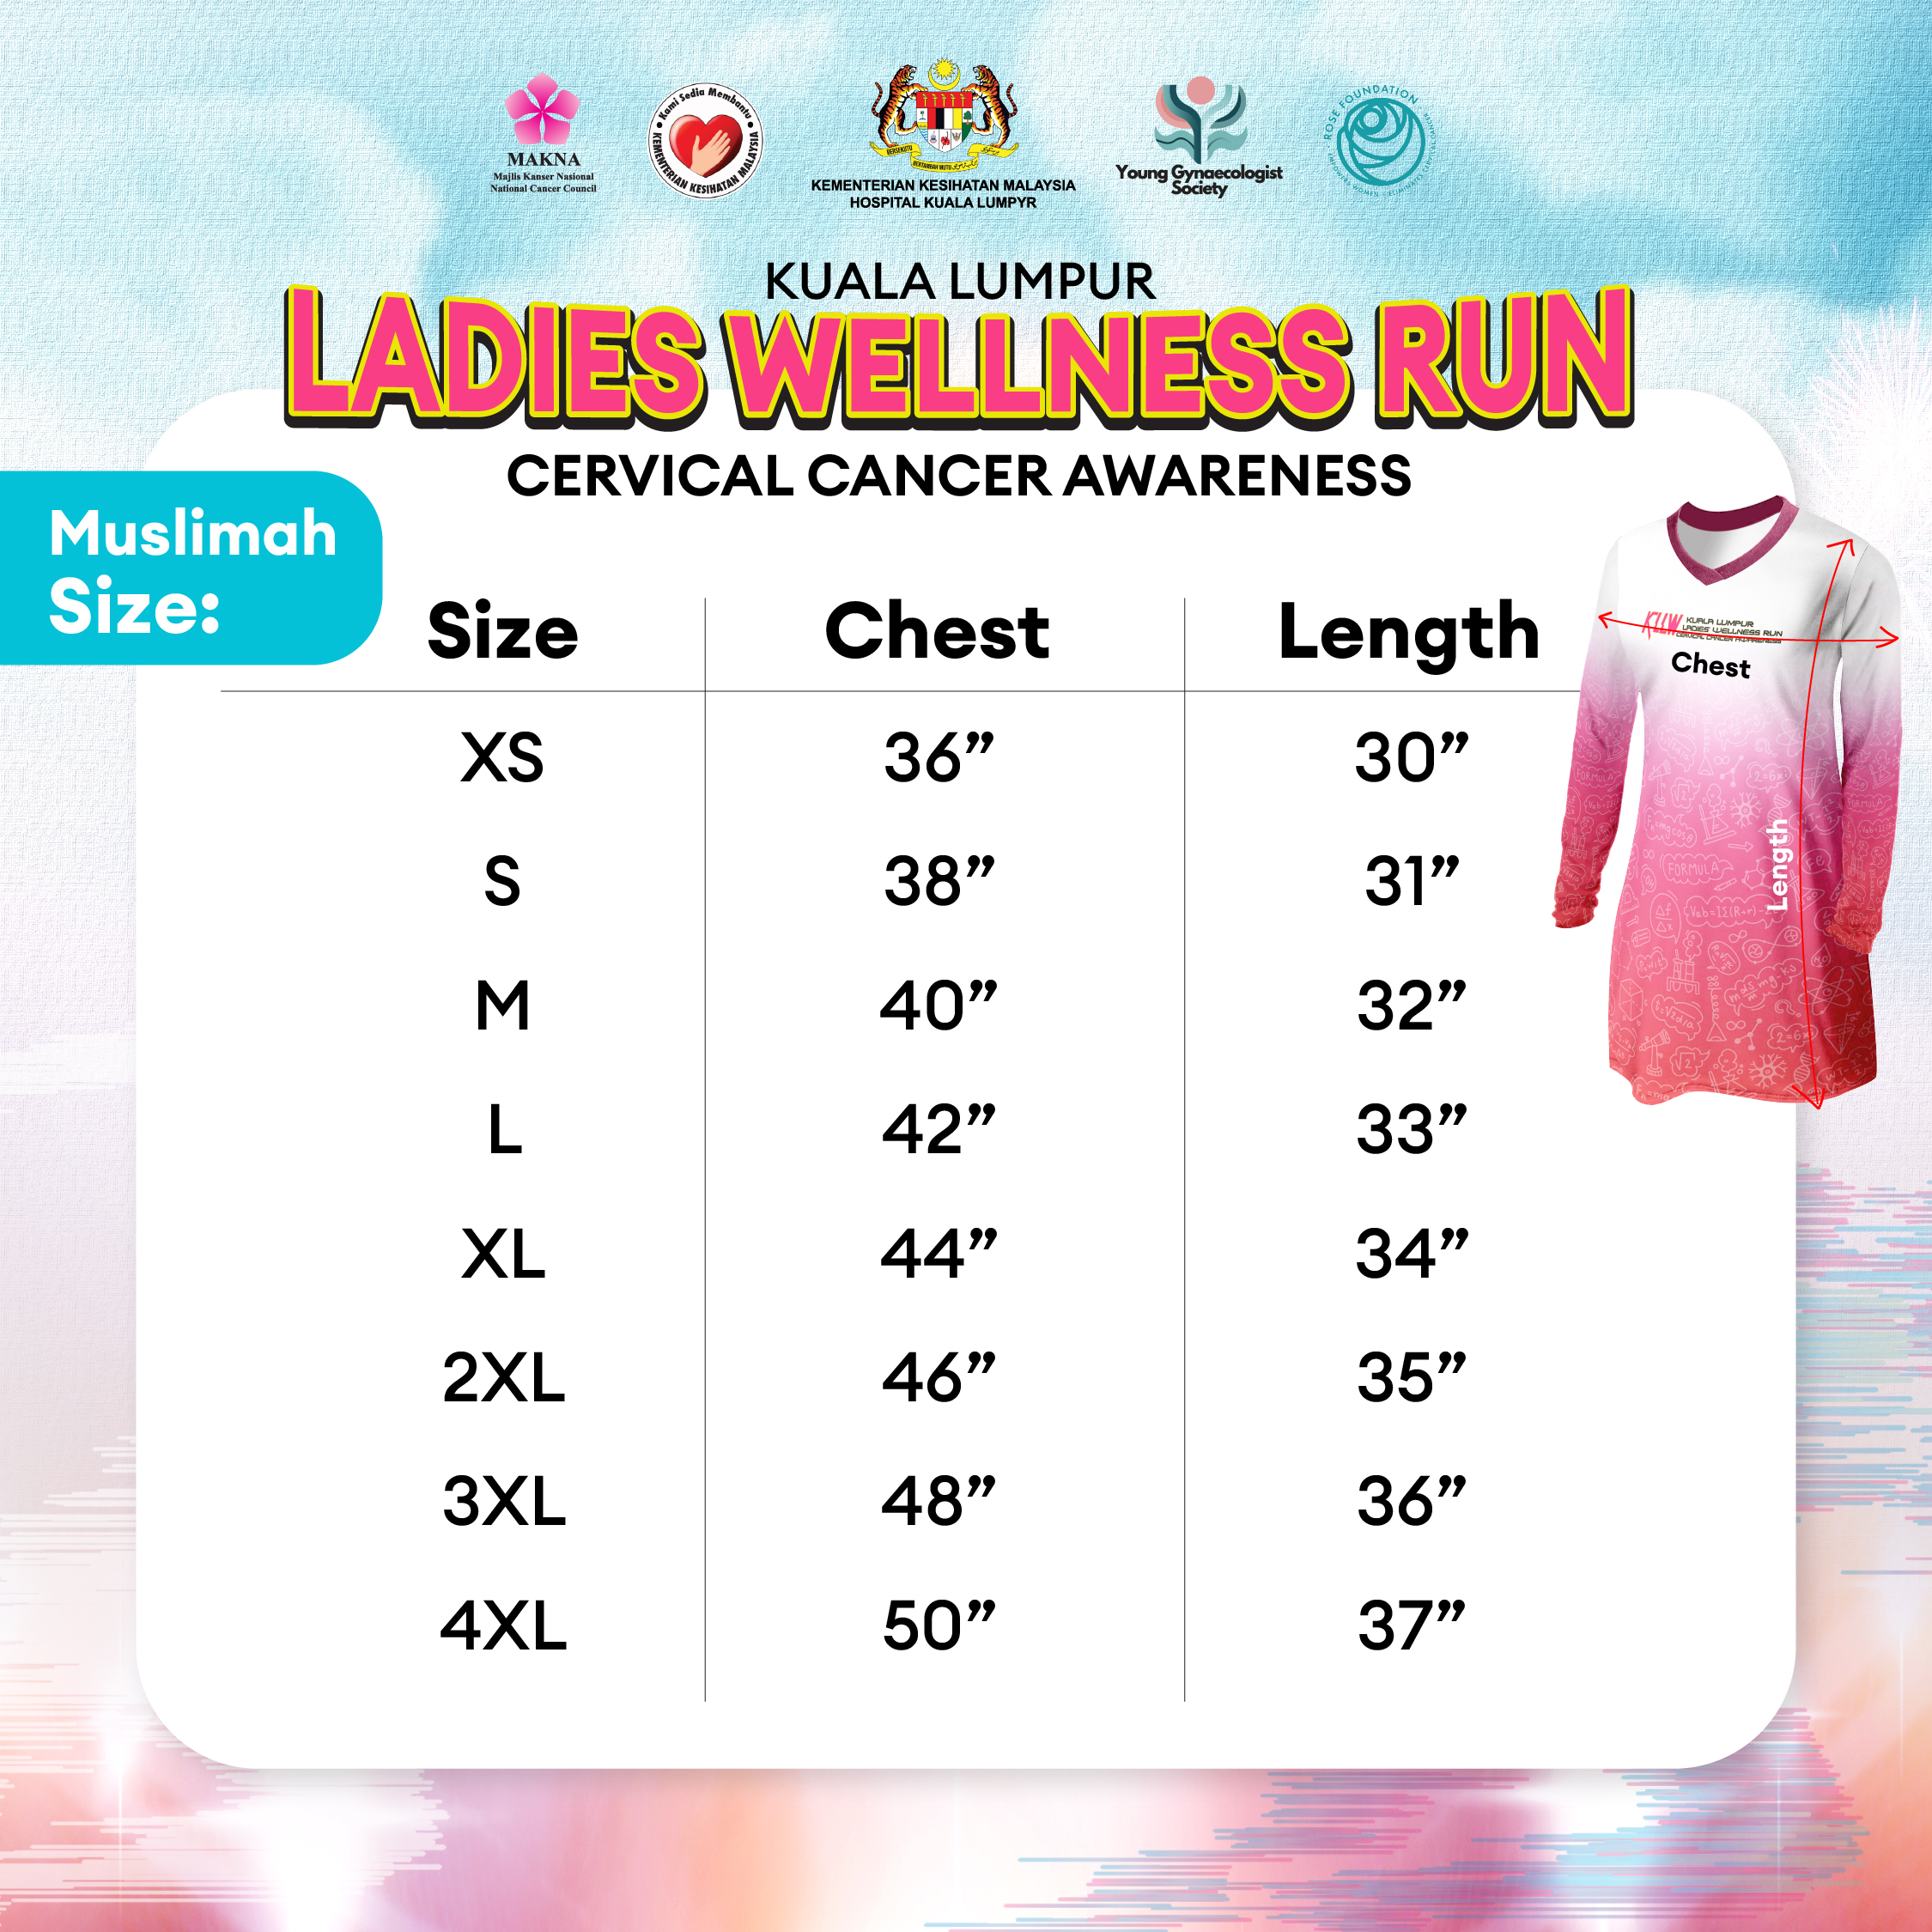 MAKNA
Majlis Kanser Nasional
National Cancer Council
• Kami Sedia Membantu •
KEMENTERIAN KESIHATAN MALAYSIA
BERSEKUTU
BERTAMBAH MUTU
KEMENTERIAN KESIHATAN MALAYSIA
HOSPITAL KUALA LUMPYR
Young Gynaecologist
Society
ROSE FOUNDATION
KUALA LUMPUR
LADIES WELLNESS RUN
CERVICAL CANCER AWARENESS
Muslimah
Size:
Size Chest Length
XS 36” 30”
S 38” 31”
M 40” 32”
L 42” 33”
XL 44” 34”
2XL 46” 35”
3XL 48” 36”
4XL 50” 37”
KUALA LUMPUR
LADIES WELLNESS RUN
CERVICAL CANCER AWARENESS
Chest
Length
FORMULA
FORMULA
FORMULA